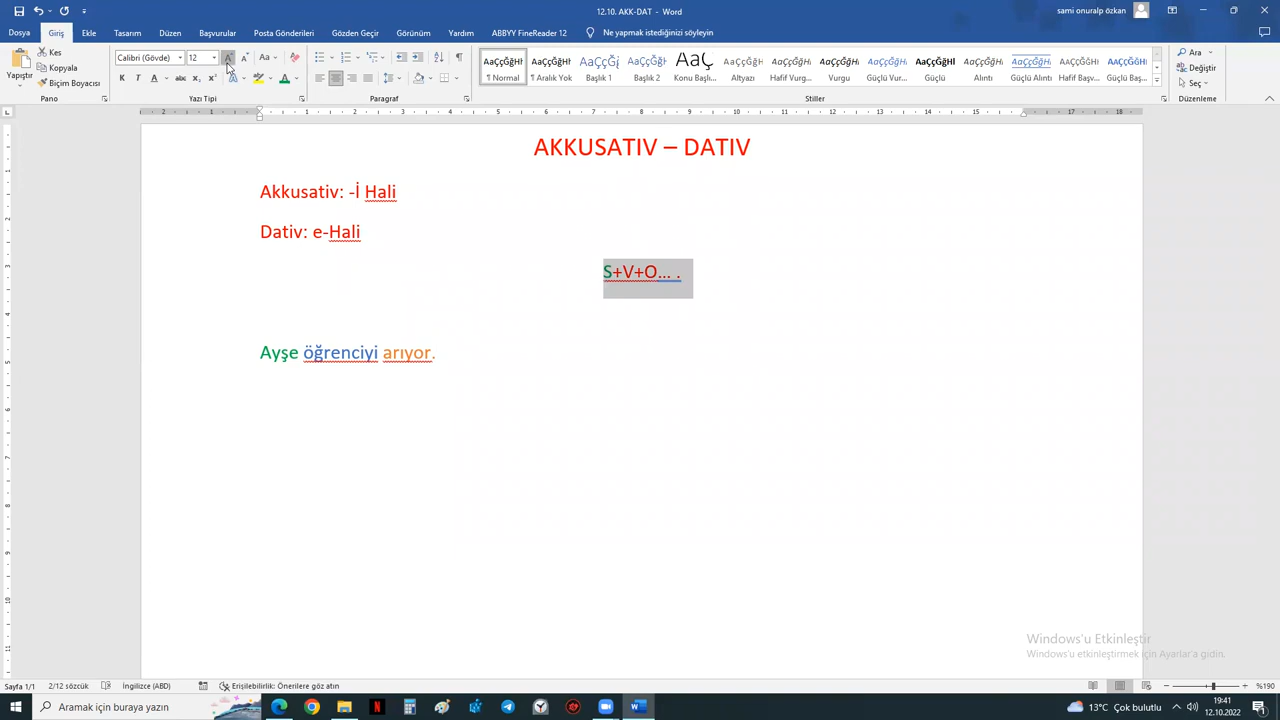 12.10. AKK-DAT - Word
sami onuralp özdemir
Dosya Giriş Ekle Tasarım Düzen Başvurular Posta Gönderileri Gözden Geçir Görünüm Yardım ABBYY FineReader 12 Ne yapmak istediğinizi söyleyin
Yapıştır
Kes
Kopyala
Biçim Boyacısı
Calibri (Gövde) 12
¶ Normal ¶ Aralık Yok Başlık 1 Başlık 2 Konu Başlı... Altyazı Hafif Vurg... Vurgu Güçlü Vur... Güçlü Alıntı Güçlü Alıntı Hafif Başv... Güçlü Baş...
Ara
Değiştir
Seç
Pano Yazı Tipi Paragraf Stiller Düzenleme
AKKUSATIV – DATIV
Akkusativ: -İ Hali
Dativ: e-Hali
S+V+O... .
Ayşe öğrenciyi arıyor.
Windows'u Etkinleştir
Windows'u etkinleştirmek için Ayarlar'a gidin.
Sayfa 1/1 2/12 sözcük İngilizce (ABD) Erişilebilirlik: Önerilere göz atın %190
Aramak için buraya yazın
13°C Çok bulutlu
19:41
12.10.2022